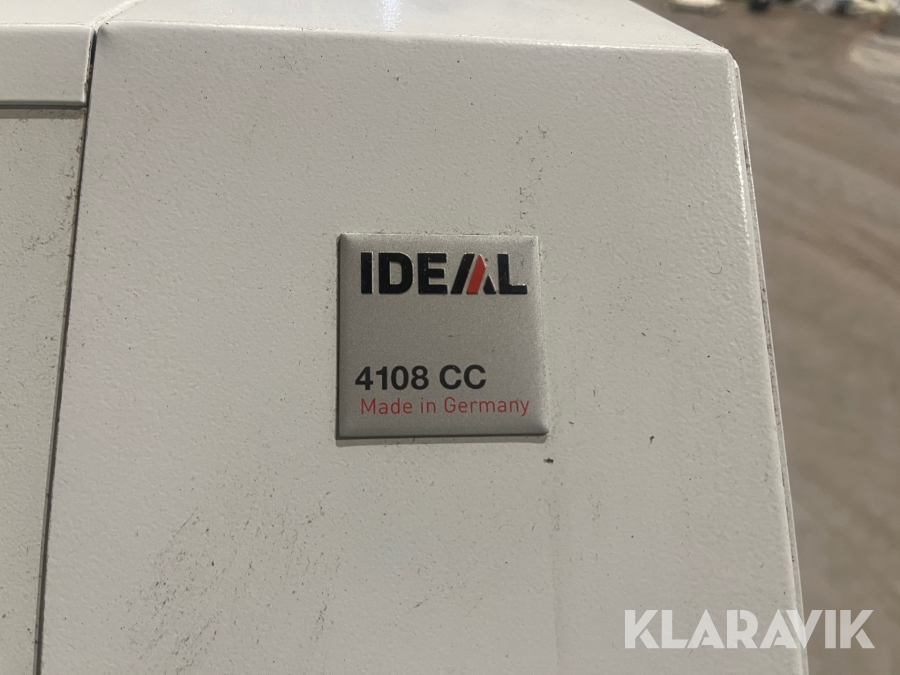 IDEAL
4108 CC
Made in Germany
KLARAVIK